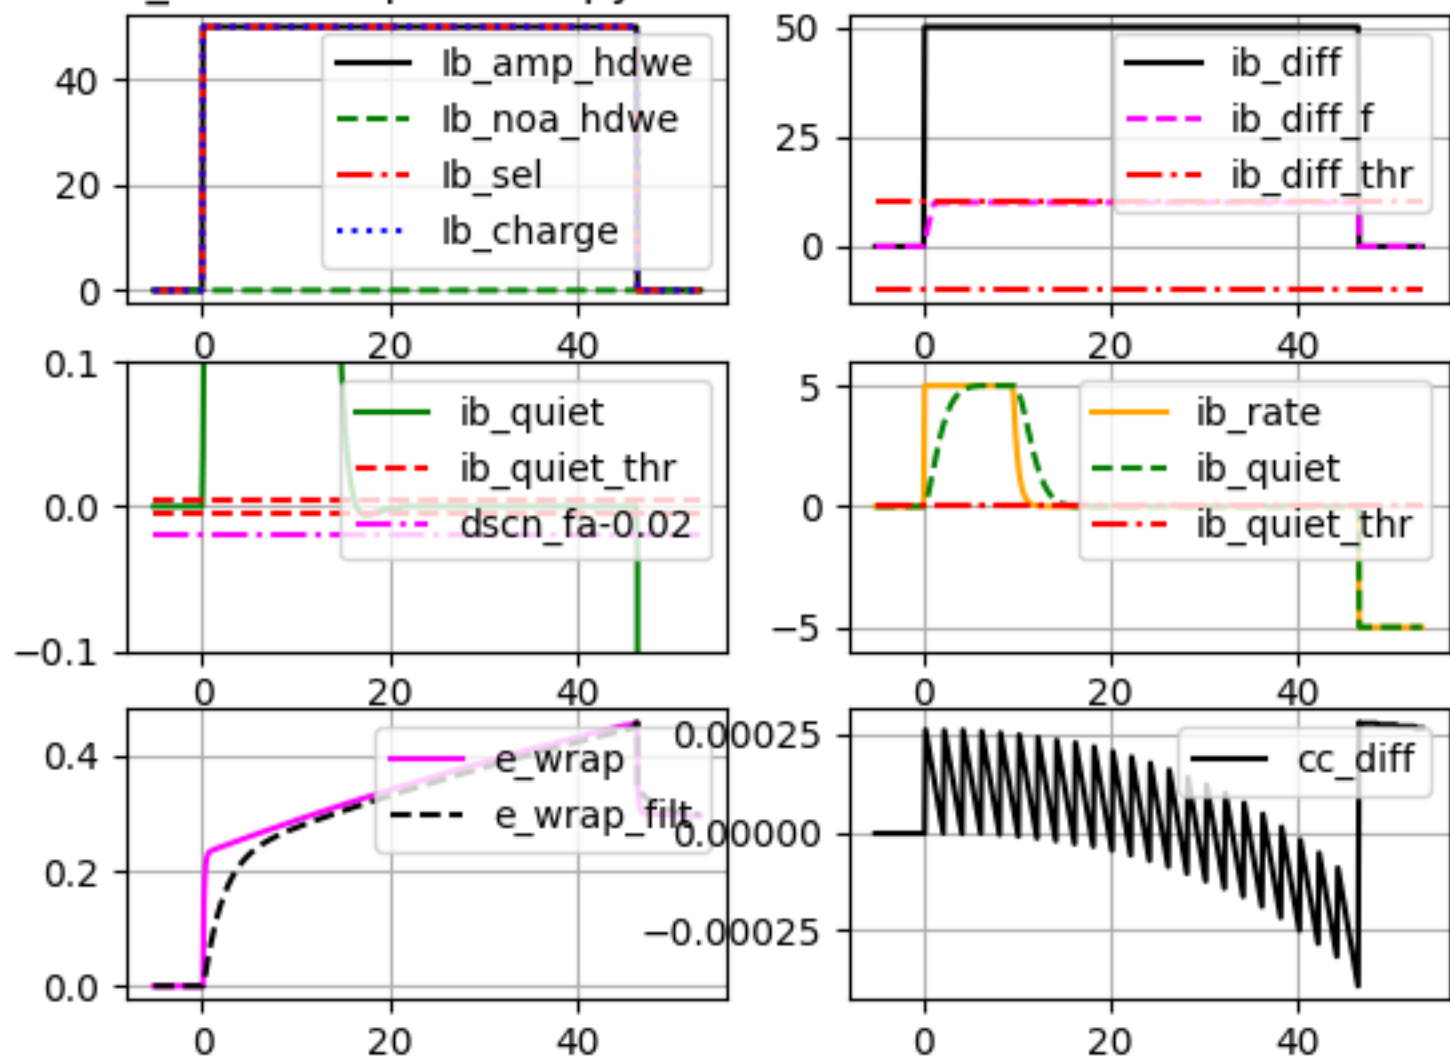 50
Ib_amp_hdwe
ib_diff
40
Ib_noa_hdwe
25
ib_diff_f
20
Ib_sel
ib_diff_thr
Ib_charge
0
0
0 20 40
0 20 40
0.1
ib_quiet
5
ib_rate
ib_quiet_thr
ib_quiet
0.0
dscn_fa-0.02
0
ib_quiet_thr
−0.1
−5
0 20 40
0 20 40
0.4
e_wrap
0.00025
cc_diff
e_wrap_filt
0.00000
0.2
−0.00025
0.0
0 20 40
0 20 40